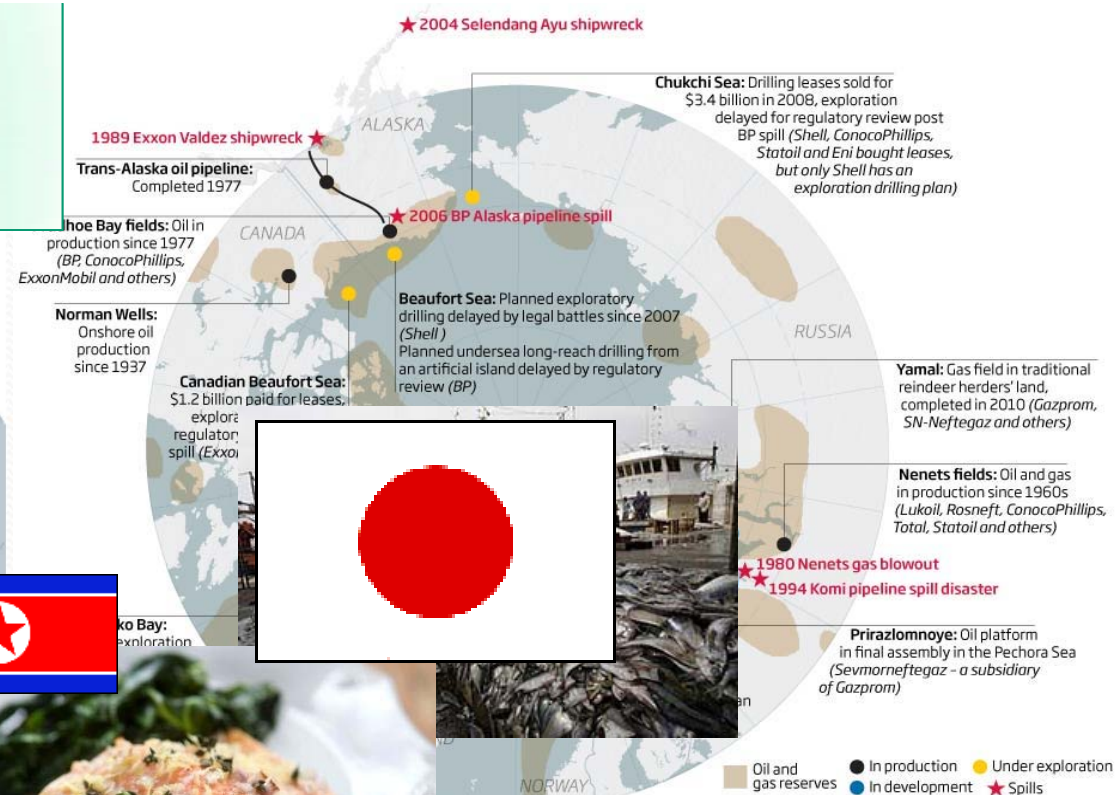 2004 Selendang Ayu shipwreck
Chukchi Sea: Drilling leases sold for
$3.4 billion in 2008, exploration
delayed for regulatory review post
BP spill (Shell, ConocoPhillips,
Statoil and Eni bought leases,
but only Shell has an
exploration drilling plan)
ALASKA
1989 Exxon Valdez shipwreck
Trans-Alaska oil pipeline:
Completed 1977
2006 BP Alaska pipeline spill
fields: Oil in
production since 1977
(BP, ConocoPhillips,
ExxonMobil and others)
CANADA
Norman Wells:
Onshore oil
production
since 1937
Beaufort Sea: Planned exploratory
drilling delayed by legal battles since 2007
(Shell )
Planned undersea long-reach drilling from
an artificial island delayed by regulatory
review (BP)
RUSSIA
Canadian Beaufort Sea:
$1.2 billion paid for leases,
regulatory
spill
Yamal: Gas field in traditional
reindeer herders' land,
completed in 2010 (Gazprom,
SN-Neftegaz and others)
Nenets fields: Oil and gas
in production since 1960s
(Lukoil, Rosneft, ConocoPhillips,
Total, Statoil and others)
1980 Nenets gas blowout
1994 Komi pipeline spill disaster
Bay:
exploration
Prirazlomnoye: Oil platform
in final assembly in the Pechora Sea
(Sevmorneftegaz – a subsidiary
of Gazprom)
NORWAY
Oil and
gas reserves
In production
Under exploration
In development
Spills